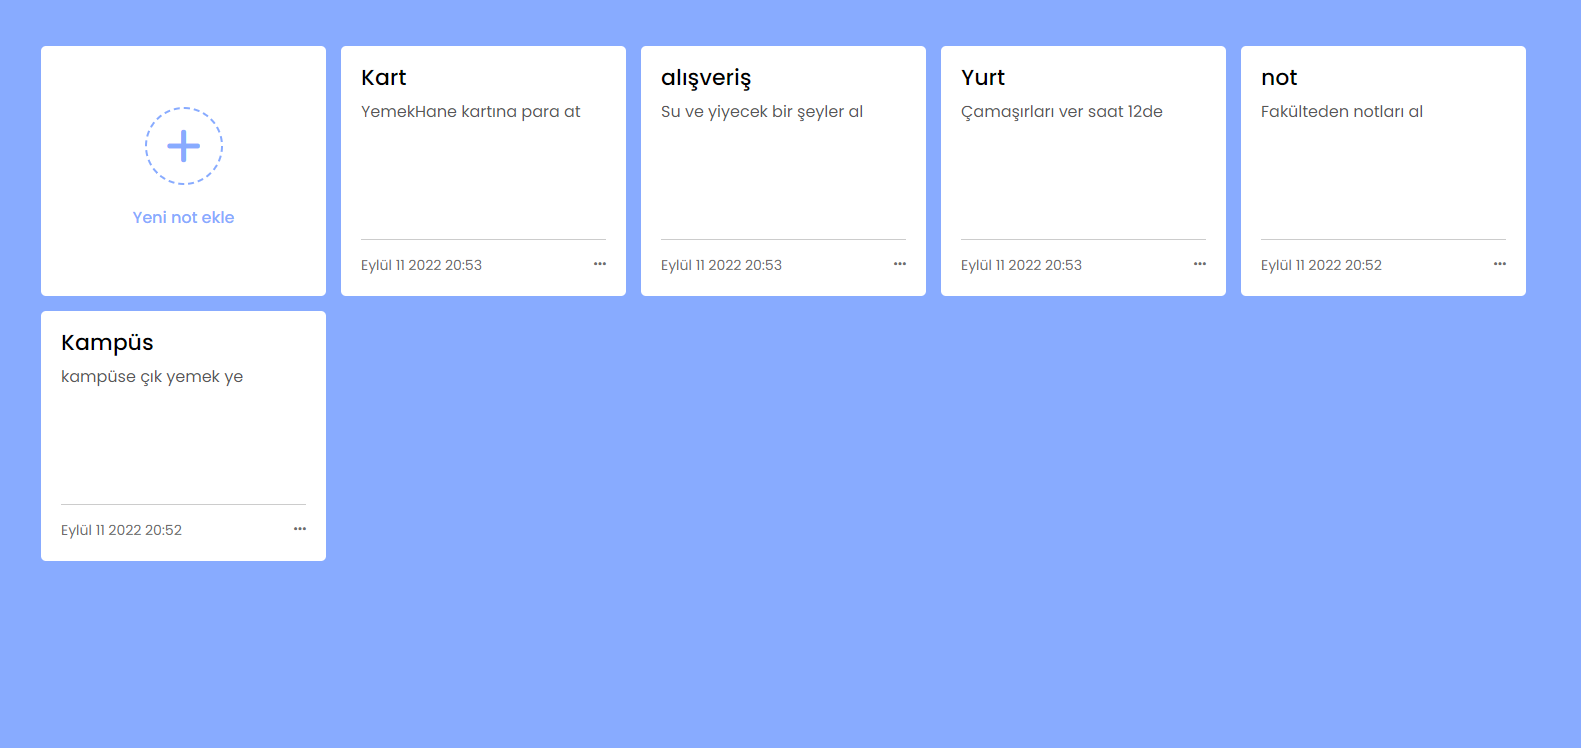 Yeni not ekle
Kart
YemekHane kartına para at
Eylül 11 2022 20:53
alışveriş
Su ve yiyecek bir şeyler al
Eylül 11 2022 20:53
Yurt
Çamaşırları ver saat 12de
Eylül 11 2022 20:53
not
Fakülteden notları al
Eylül 11 2022 20:52
Kampüs
kampüse çık yemek ye
Eylül 11 2022 20:52